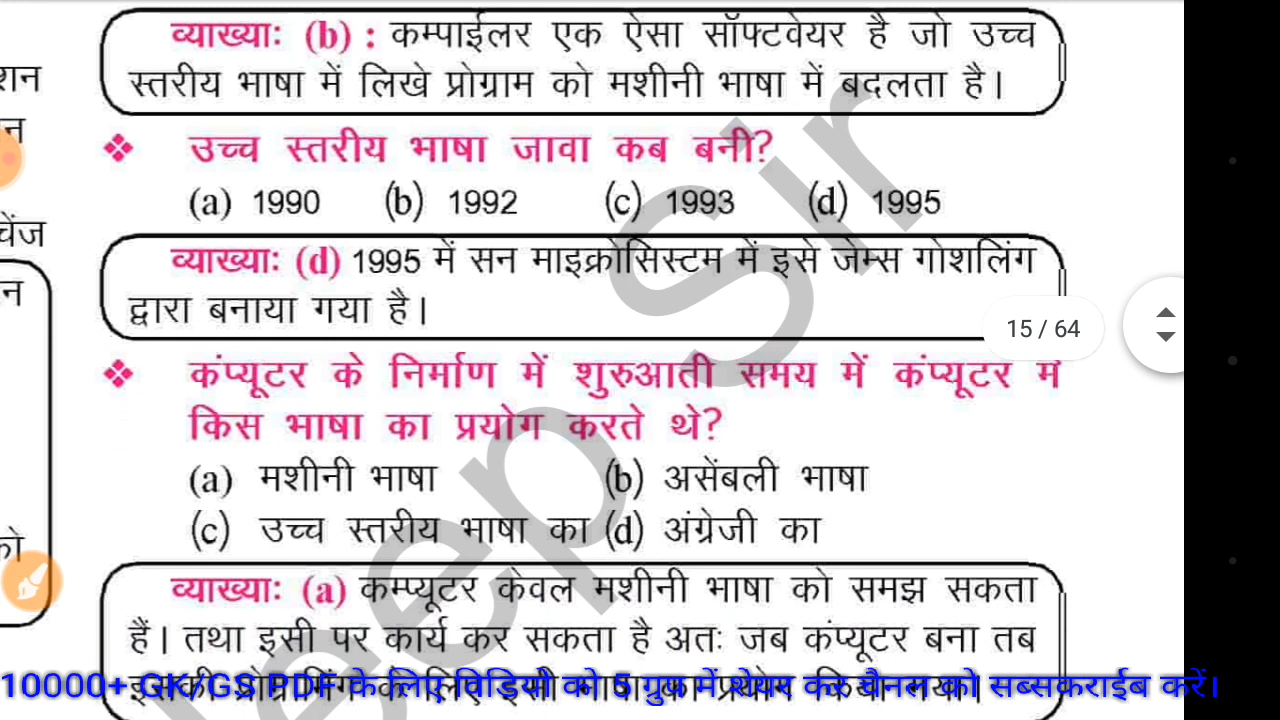 व्याख्याः (b) : कम्पाईलर एक ऐसा सॉफ्टवेयर है जो उच्च
स्तरीय भाषा में लिखे प्रोग्राम को मशीनी भाषा में बदलता है।
शन
न
❖ उच्च स्तरीय भाषा जावा कब बनी?
(a) 1990 (b) 1992 (c) 1993 (d) 1995
चेंज
व्याख्याः (d) 1995 में सन माइक्रोसिस्टम में इसे जेम्स गोशलिंग
द्वारा बनाया गया है।
न
15 / 64
❖ कंप्यूटर के निर्माण में शुरुआती समय में कंप्यूटर म
किस भाषा का प्रयोग करते थे?
(a) मशीनी भाषा (b) असेंबली भाषा
(c) उच्च स्तरीय भाषा का (d) अंग्रेजी का
को
व्याख्याः (a) कम्प्यूटर केवल मशीनी भाषा को समझ सकता
हैं। तथा इसी पर कार्य कर सकता है अतः जब कंप्यूटर बना तब
10000+ GK/GS PDF के लिए विडियो को 5 ग्रुप में शेयर कर चैनल को सब्सकराईब करें।
eep Sir